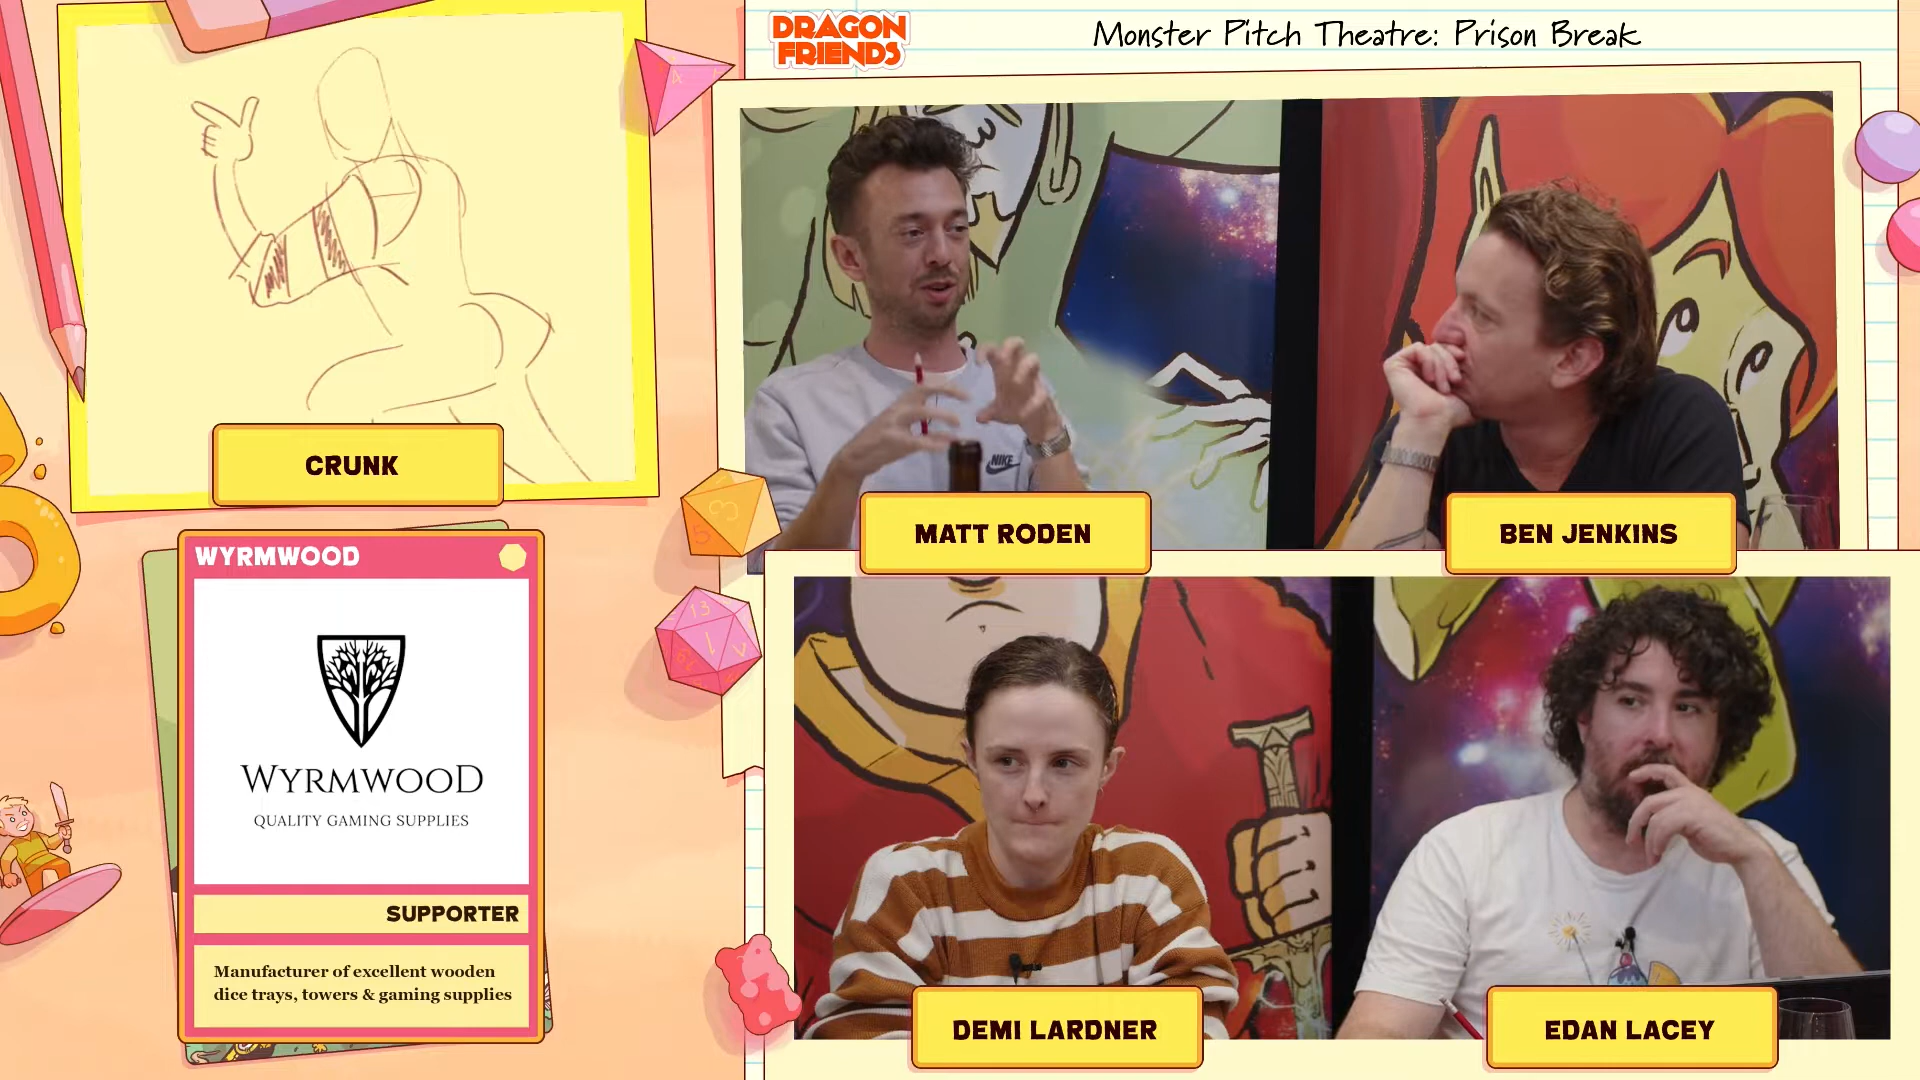 DRAGON
FRIENDS
Monster Pitch Theatre: Prison Break
CRUNK
MATT RODEN
BEN JENKINS
NIKE
WYRMWOOD
WYRMWOOD
QUALITY GAMING SUPPLIES
SUPPORTER
Manufacturer of excellent wooden
dice trays, towers & gaming supplies
DEMI LARDNER
EDAN LACEY